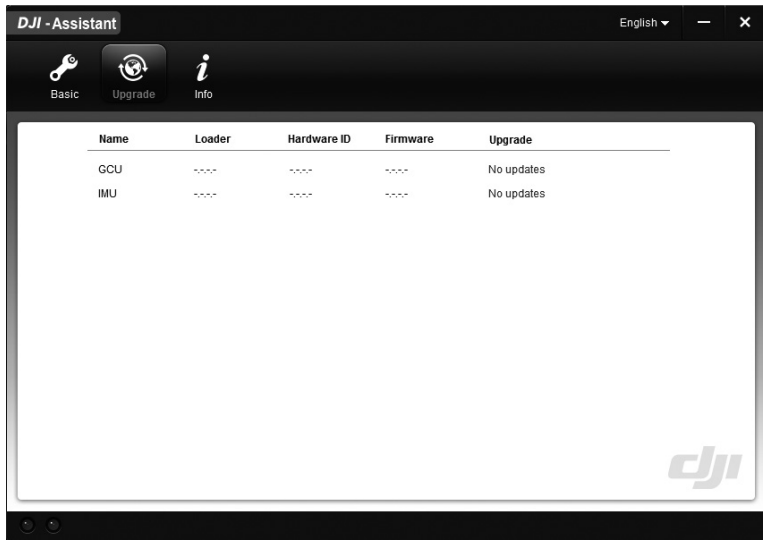 DJI - Assistant English
Basic Upgrade Info
Name Loader Hardware ID Firmware Upgrade
GCU -.-.-.- -.-.-.- -.-.-.- No updates
IMU -.-.-.- -.-.-.- -.-.-.- No updates
dji